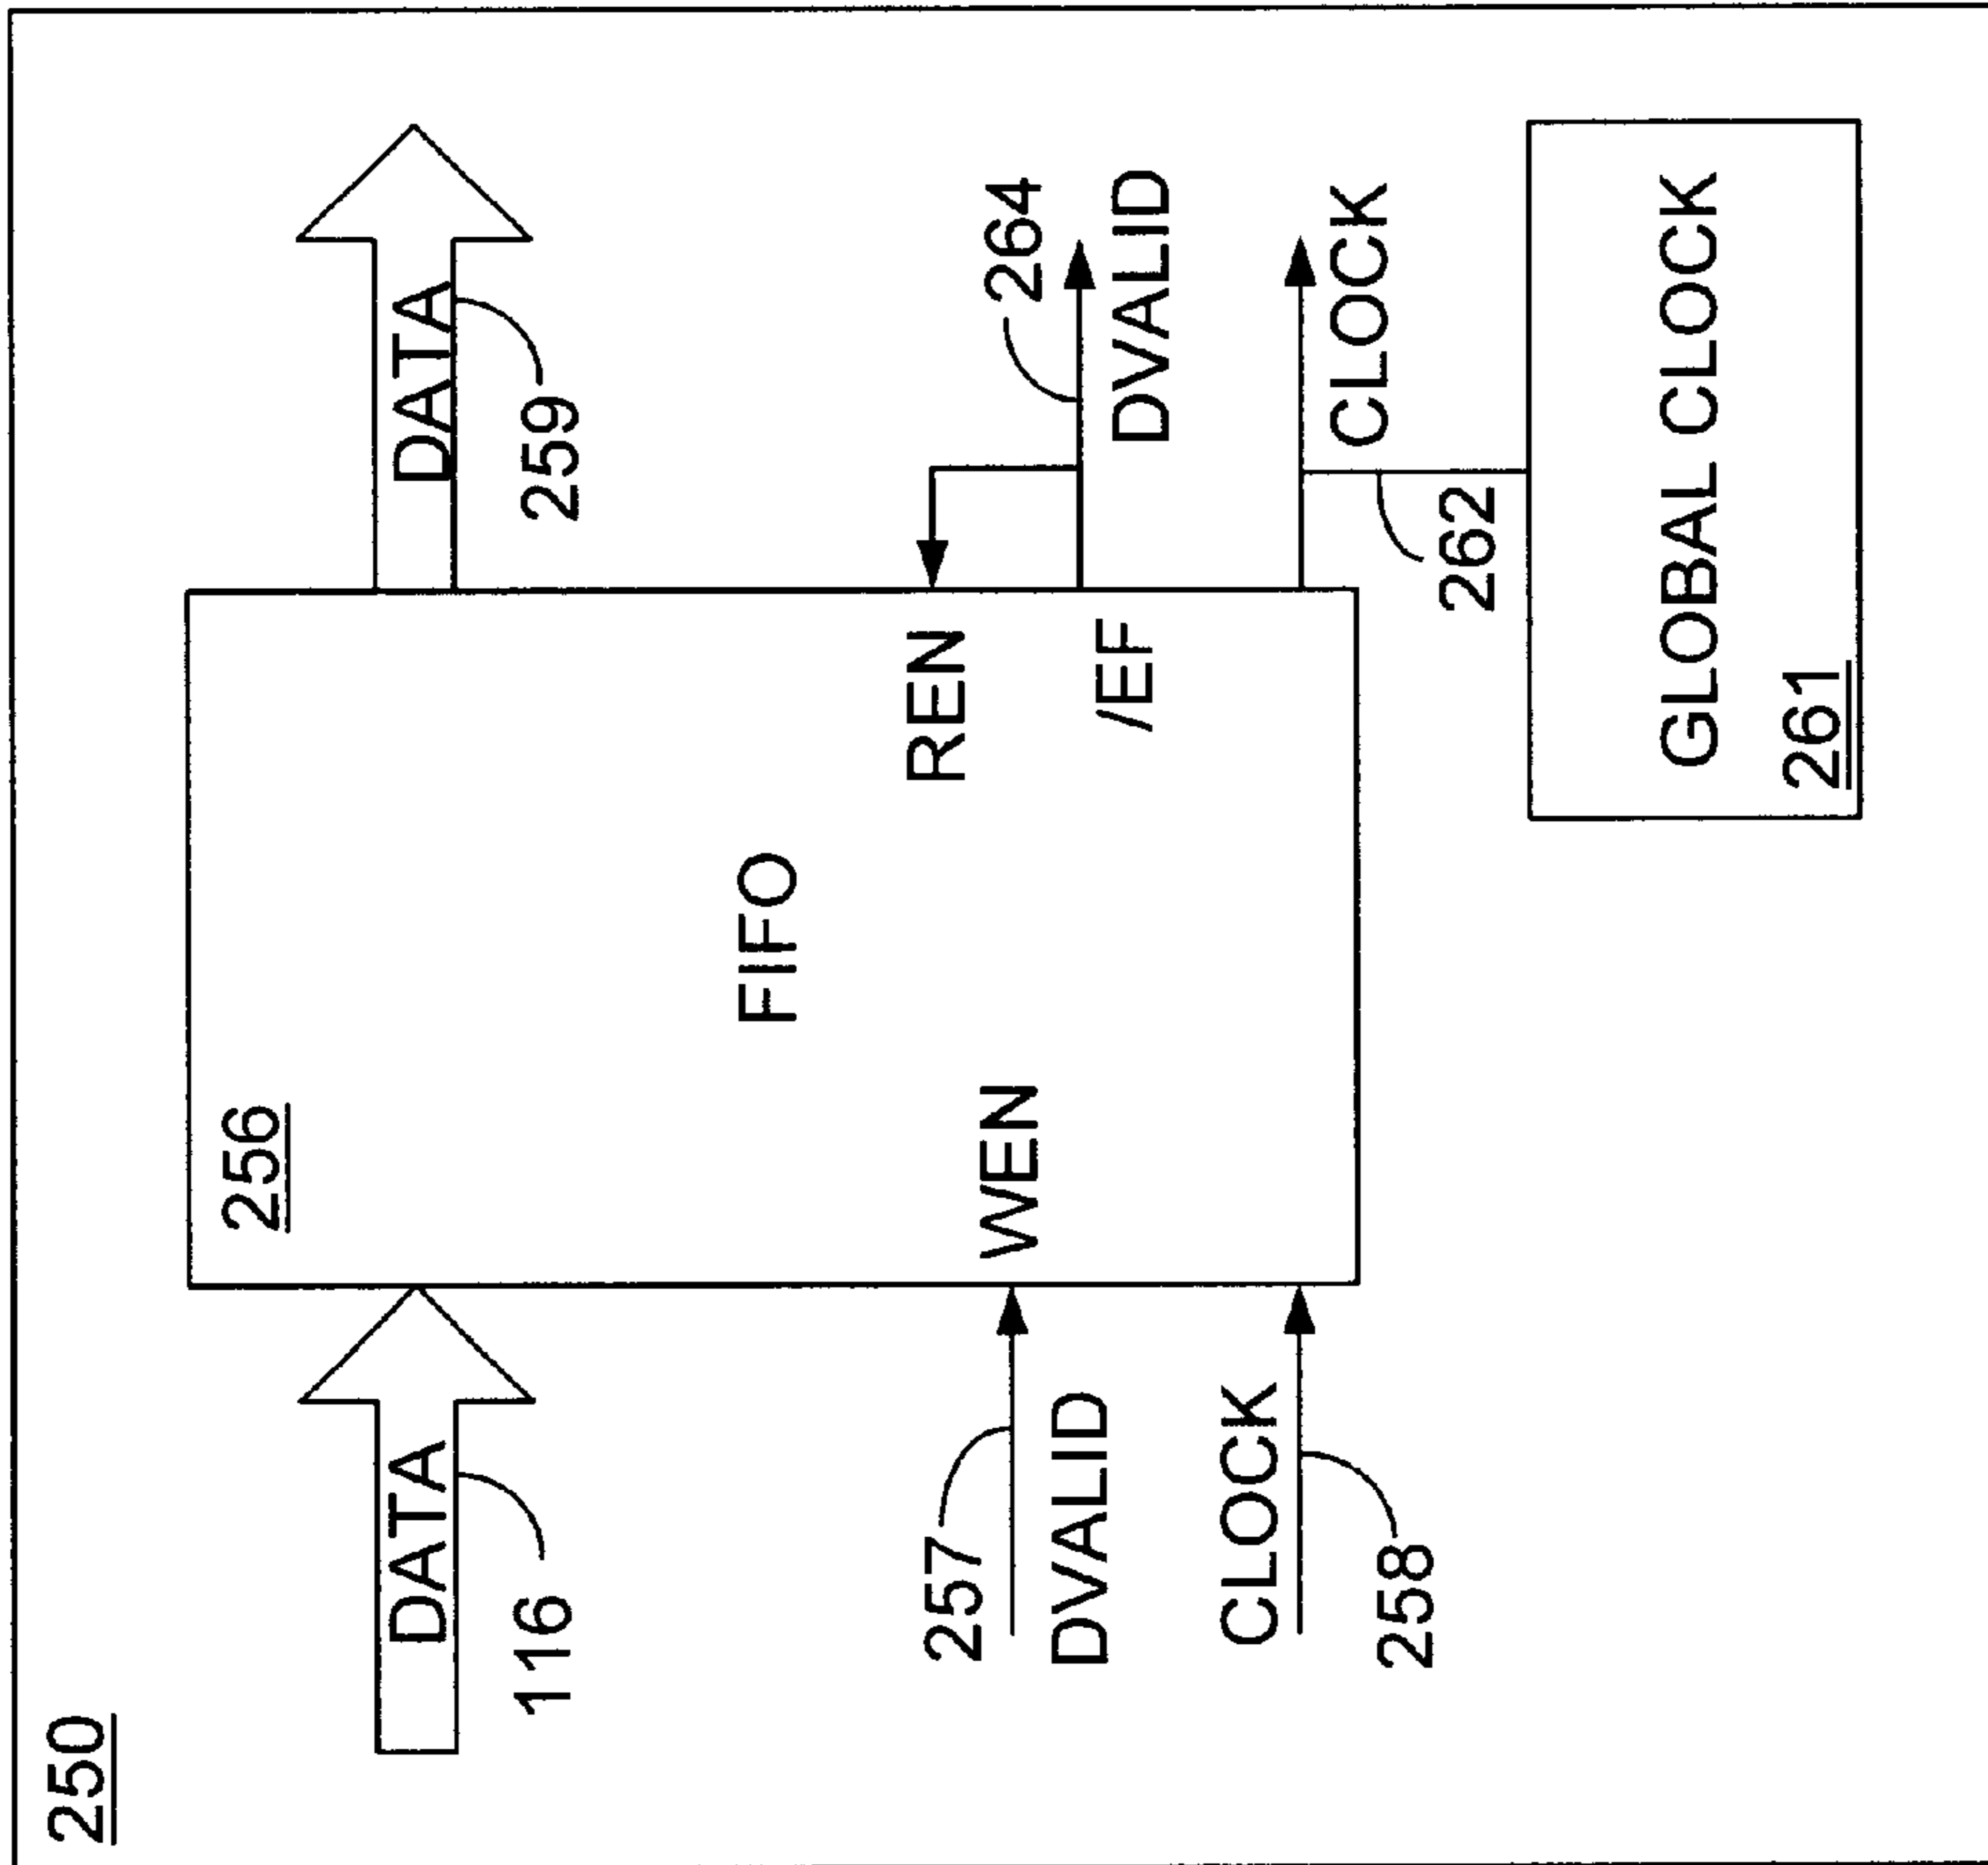 250
DATA
116
257
DVALID
CLOCK
258
256
FIFO
WEN
REN
/EF
DATA
259
264
DVALID
CLOCK
262
GLOBAL CLOCK
261